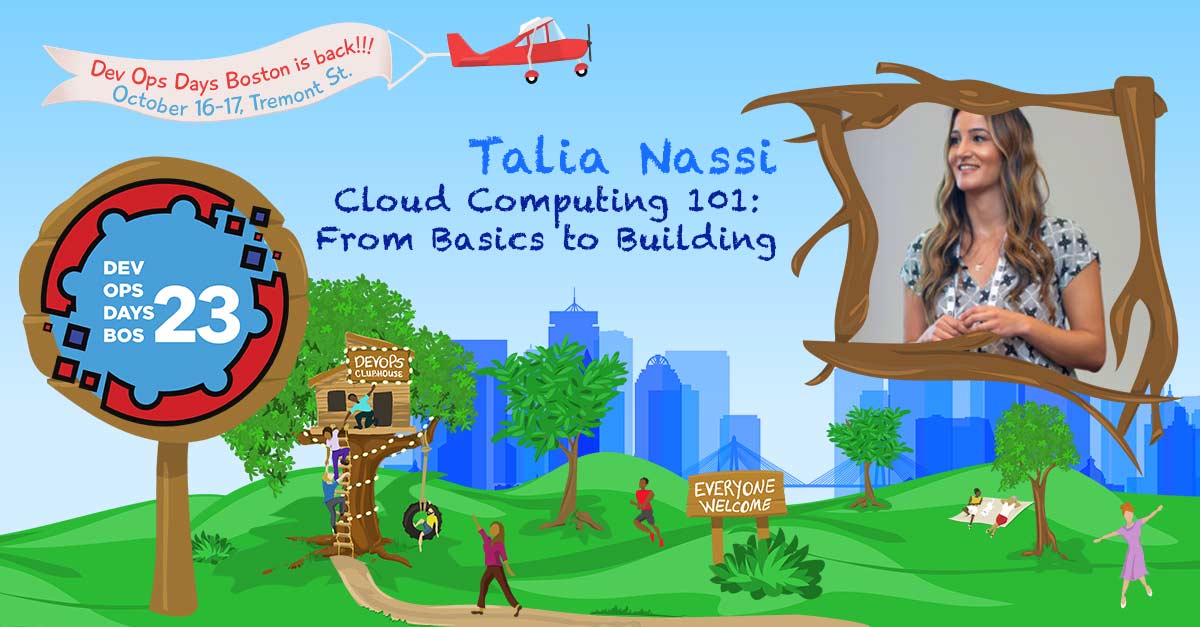 Dev Ops Days Boston is back!!!
October 16-17, Tremont St.
Talia Nassi
Cloud Computing 101:
From Basics to Building
DEV
OPS
DAYS
BOS
23
DEVOPS
CLUPHOUSE
EVERYONE
WELCOME